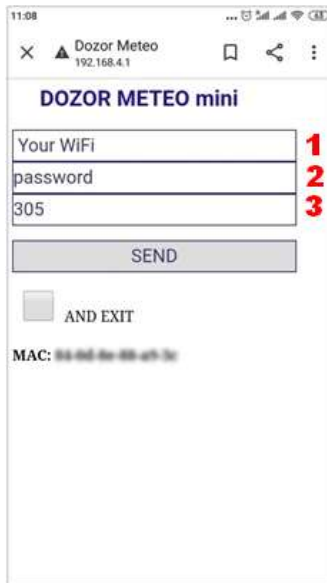 11:08
Dozor Meteo
192.168.4.1
DOZOR METEO mini
Your WiFi 1
password 2
305 3
SEND
AND EXIT
MAC: